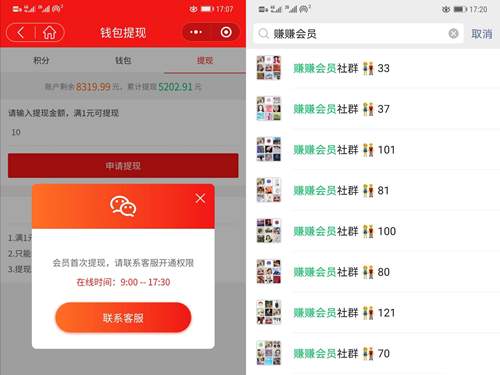 17:07
钱包提现
积分 钱包 提现
账户剩余 8319.99 元，累计提现 5202.91 元
请输入提现金额，满1元可提现
10
申请提现
1.满1元
2.只能
3.提现
会员首次提现，请联系客服开通权限
在线时间：9:00 -- 17:30
联系客服
17:20
赚赚会员
取消
赚赚会员社群 33
赚赚会员社群 37
赚赚会员社群 101
赚赚会员社群 81
赚赚会员社群 100
赚赚会员社群 80
赚赚会员社群 121
赚赚会员社群 70